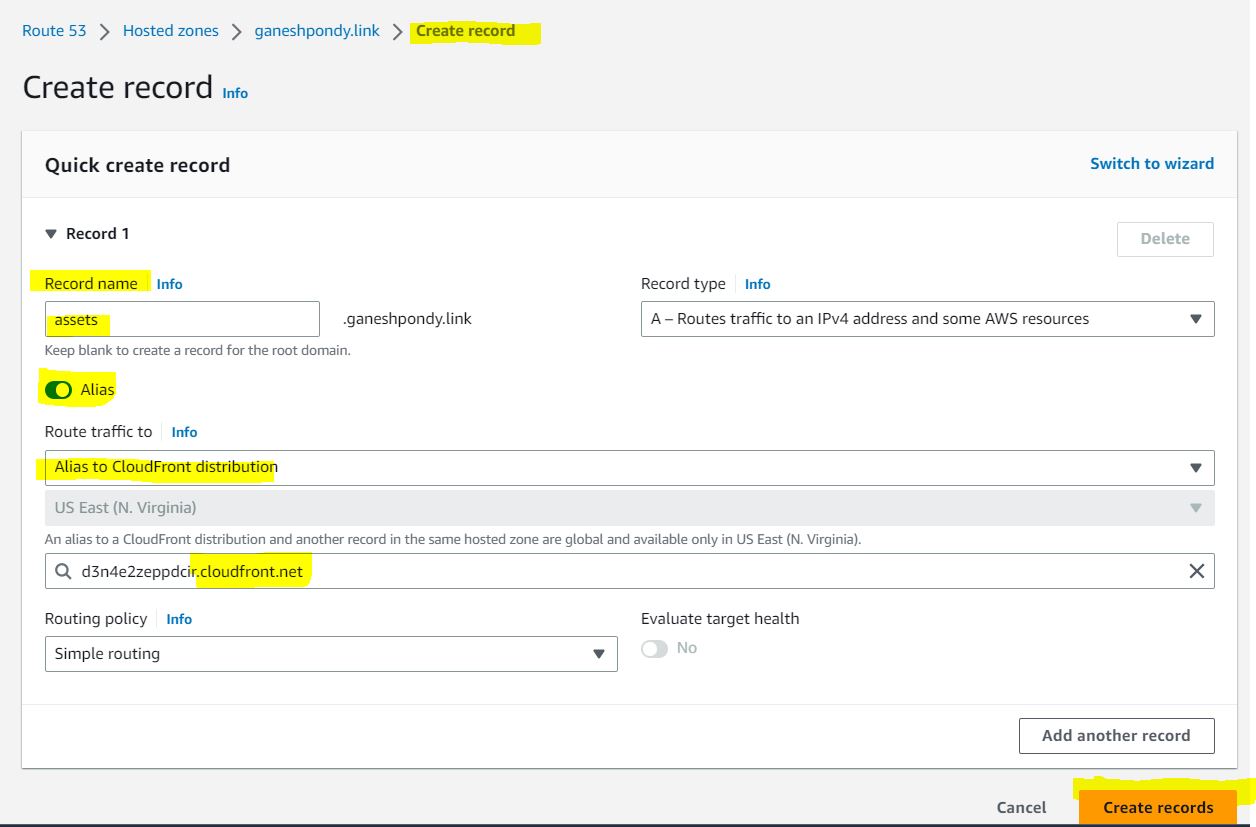 Route 53 > Hosted zones > ganeshpondy.link > Create record
Create record Info
Quick create record Switch to wizard
Record 1
Delete
Record name Info
Record type Info
assets .ganeshpondy.link
A – Routes traffic to an IPv4 address and some AWS resources
Keep blank to create a record for the root domain.
Alias
Route traffic to Info
Alias to CloudFront distribution
US East (N. Virginia)
An alias to a CloudFront distribution and another record in the same hosted zone are global and available only in US East (N. Virginia).
d3n4e2zeppdcir.cloudfront.net
Routing policy Info
Evaluate target health
Simple routing
No
Add another record
Cancel Create records